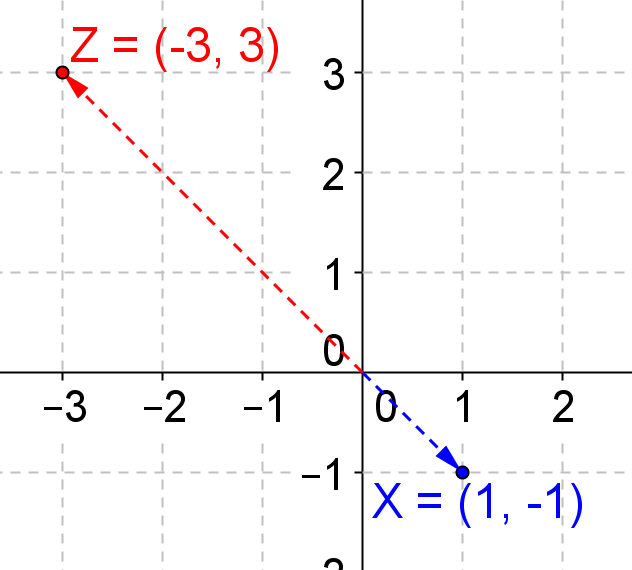 Z = (-3, 3)
3
2
1
0
−3 −2 −1 0 1 2
−1
X = (1, -1)